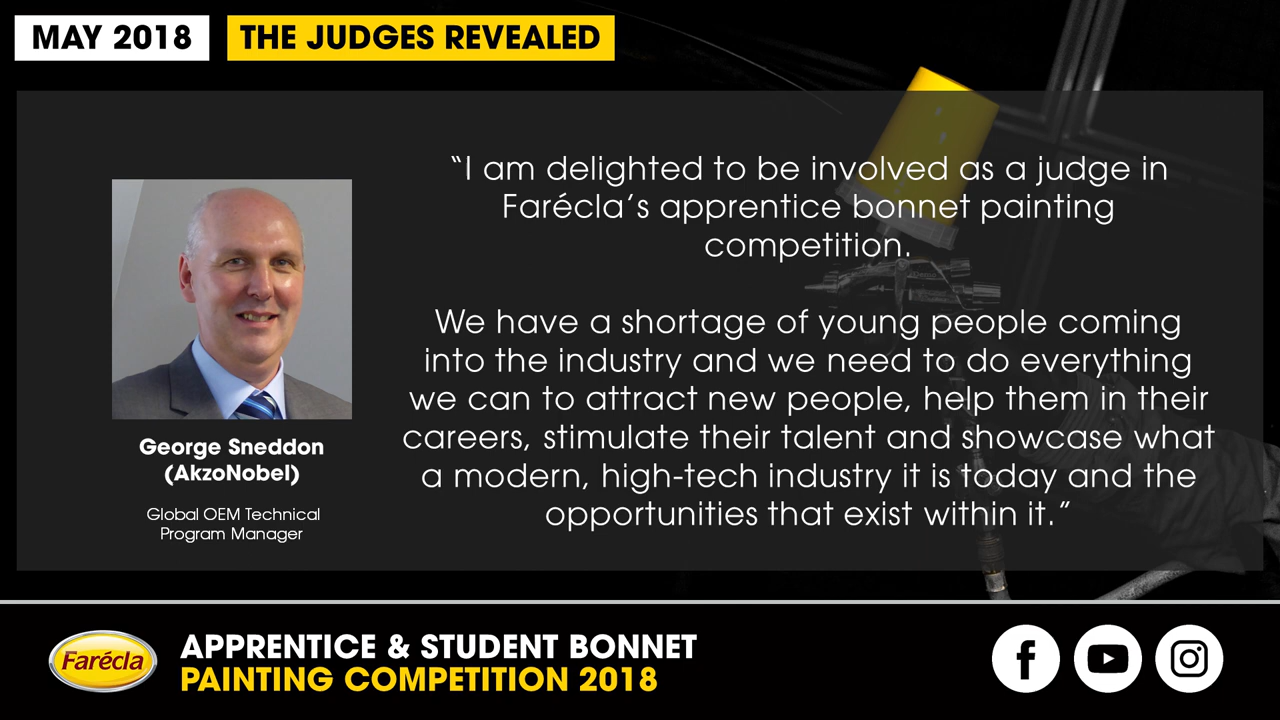 MAY 2018
THE JUDGES REVEALED
“I am delighted to be involved as a judge in
Farécla’s apprentice bonnet painting
competition.
We have a shortage of young people coming
into the industry and we need to do everything
we can to attract new people, help them in their
careers, stimulate their talent and showcase what
a modern, high-tech industry it is today and the
opportunities that exist within it.”
George Sneddon
(AkzoNobel)
Global OEM Technical
Program Manager
Farécla
APPRENTICE & STUDENT BONNET
PAINTING COMPETITION 2018